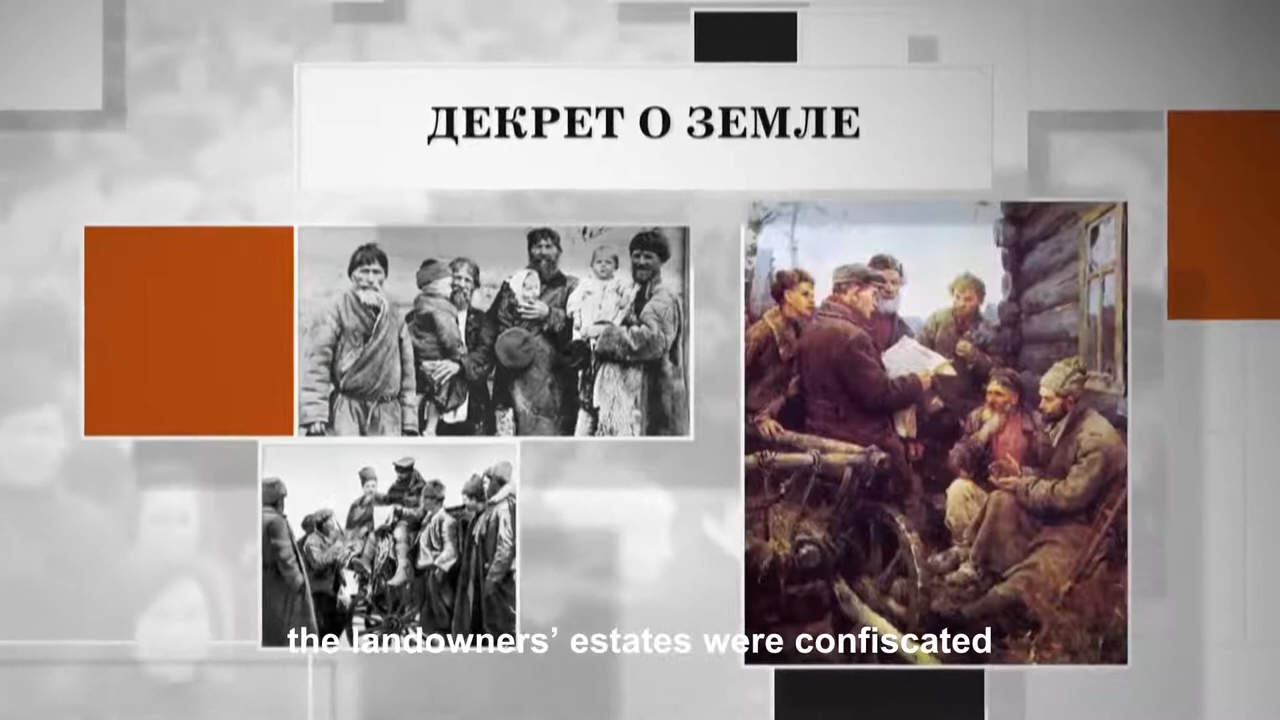 ДЕКРЕТ О ЗЕМЛЕ
the landowners’ estates were confiscated